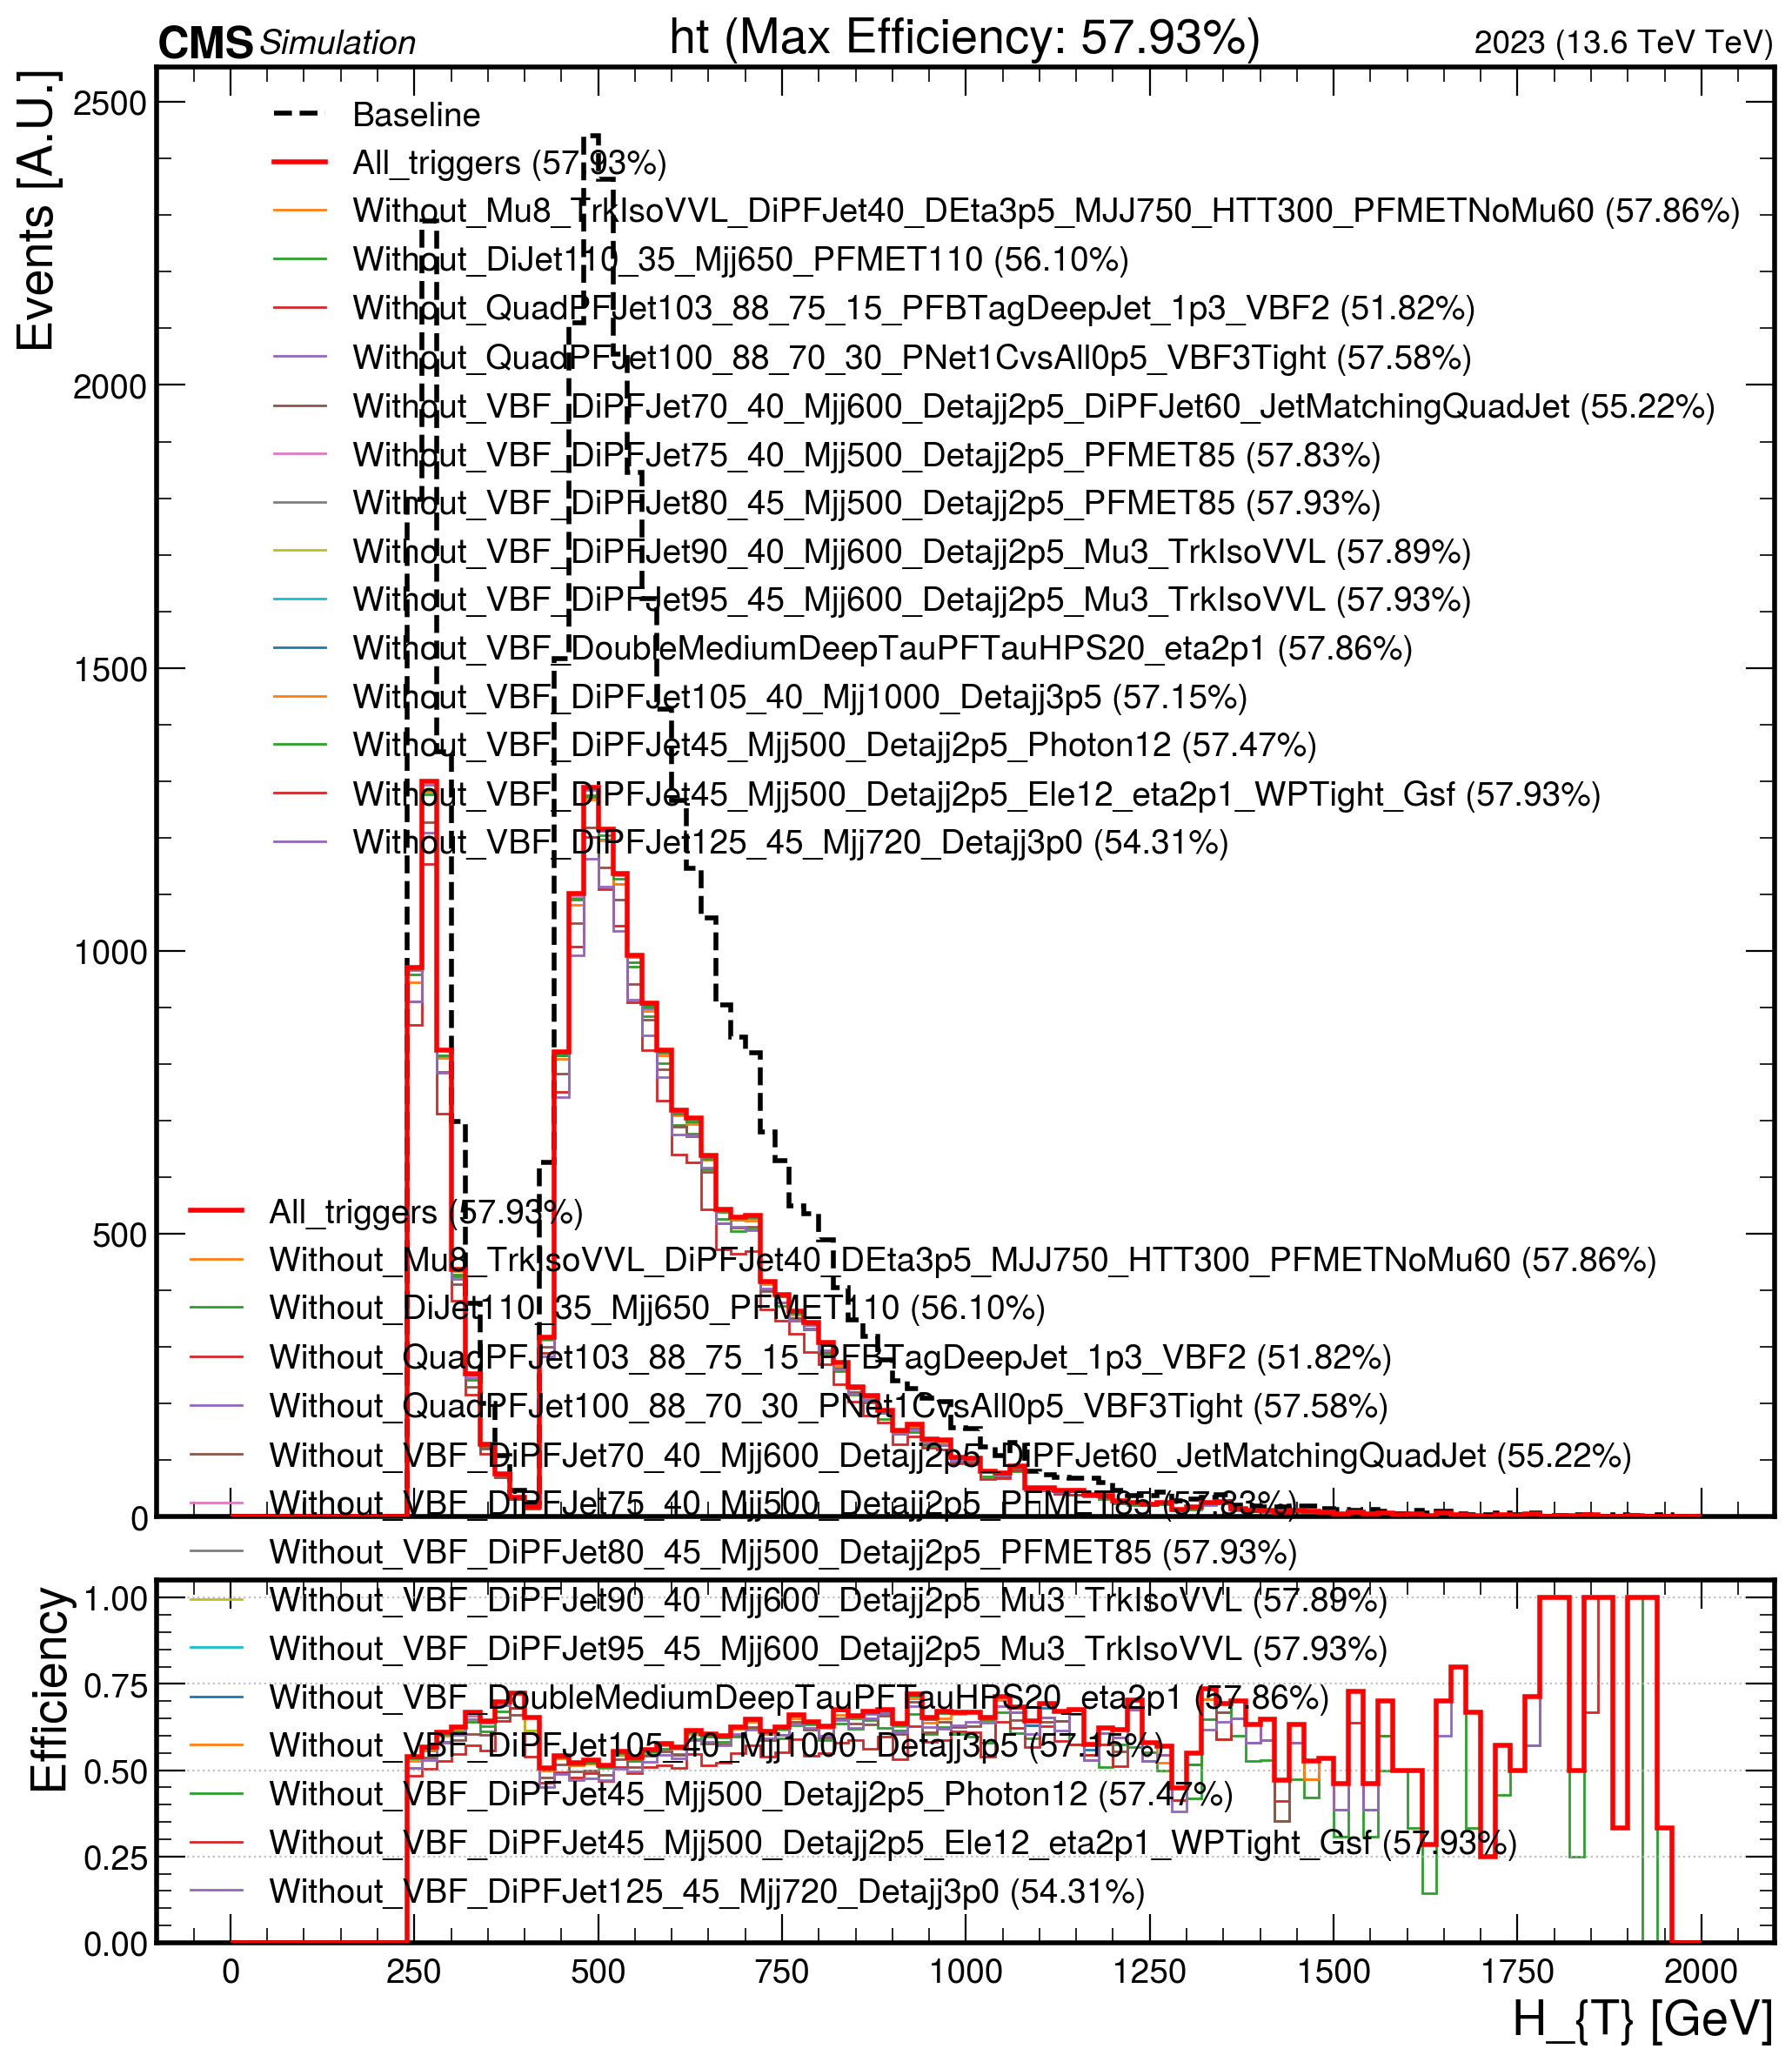 CMS Simulation ht (Max Efficiency: 57.93%) 2023 (13.6 TeV TeV)
Events [A.U.]
2500
2000
1500
1000
500
0
Baseline
All_triggers (57.93%)
Without_Mu8_TrkIsoVVL_DiPFJet40_DEta3p5_MJJ750_HTT300_PFMETNoMu60 (57.86%)
Without_DiJet110_35_Mjj650_PFMET110 (56.10%)
Without_QuadPFJet103_88_75_15_PFBTagDeepJet_1p3_VBF2 (51.82%)
Without_QuadPFJet100_88_70_30_PNet1CvsAll0p5_VBF3Tight (57.58%)
Without_VBF_DiPFJet70_40_Mjj600_Detajj2p5_DiPFJet60_JetMatchingQuadJet (55.22%)
Without_VBF_DiPFJet75_40_Mjj500_Detajj2p5_PFMET85 (57.83%)
Without_VBF_DiPFJet80_45_Mjj500_Detajj2p5_PFMET85 (57.93%)
Without_VBF_DiPFJet90_40_Mjj600_Detajj2p5_Mu3_TrkIsoVVL (57.89%)
Without_VBF_DiPFJet95_45_Mjj600_Detajj2p5_Mu3_TrkIsoVVL (57.93%)
Without_VBF_DoubleMediumDeepTauPFTauHPS20_eta2p1 (57.86%)
Without_VBF_DiPFJet105_40_Mjj1000_Detajj3p5 (57.15%)
Without_VBF_DiPFJet45_Mjj500_Detajj2p5_Photon12 (57.47%)
Without_VBF_DiPFJet45_Mjj500_Detajj2p5_Ele12_eta2p1_WPTight_Gsf (57.93%)
Without_VBF_DiPFJet125_45_Mjj720_Detajj3p0 (54.31%)
All_triggers (57.93%)
Without_Mu8_TrkIsoVVL_DiPFJet40_DEta3p5_MJJ750_HTT300_PFMETNoMu60 (57.86%)
Without_DiJet110_35_Mjj650_PFMET110 (56.10%)
Without_QuadPFJet103_88_75_15_PFBTagDeepJet_1p3_VBF2 (51.82%)
Without_QuadPFJet100_88_70_30_PNet1CvsAll0p5_VBF3Tight (57.58%)
Without_VBF_DiPFJet70_40_Mjj600_Detajj2p5_DiPFJet60_JetMatchingQuadJet (55.22%)
Without_VBF_DiPFJet75_40_Mjj500_Detajj2p5_PFMET85 (57.83%)
Without_VBF_DiPFJet80_45_Mjj500_Detajj2p5_PFMET85 (57.93%)
Without_VBF_DiPFJet90_40_Mjj600_Detajj2p5_Mu3_TrkIsoVVL (57.89%)
Without_VBF_DiPFJet95_45_Mjj600_Detajj2p5_Mu3_TrkIsoVVL (57.93%)
Without_VBF_DoubleMediumDeepTauPFTauHPS20_eta2p1 (57.86%)
Without_VBF_DiPFJet105_40_Mjj1000_Detajj3p5 (57.15%)
Without_VBF_DiPFJet45_Mjj500_Detajj2p5_Photon12 (57.47%)
Without_VBF_DiPFJet45_Mjj500_Detajj2p5_Ele12_eta2p1_WPTight_Gsf (57.93%)
Without_VBF_DiPFJet125_45_Mjj720_Detajj3p0 (54.31%)
Efficiency
1.00
0.75
0.50
0.25
0.00
0 250 500 750 1000 1250 1500 1750 2000
H_{T} [GeV]